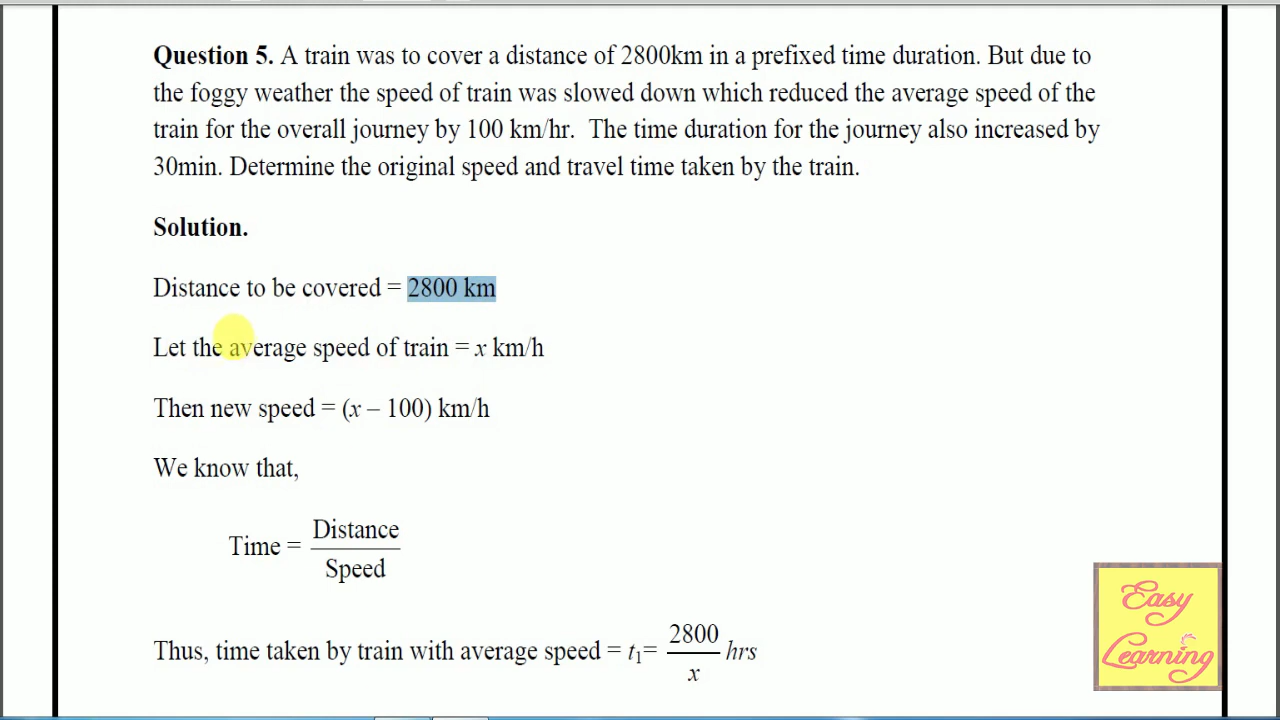 Question 5. A train was to cover a distance of 2800km in a prefixed time duration. But due to
the foggy weather the speed of train was slowed down which reduced the average speed of the
train for the overall journey by 100 km/hr. The time duration for the journey also increased by
30min. Determine the original speed and travel time taken by the train.
Solution.
Distance to be covered = 2800 km
Let the average speed of train = x km/h
Then new speed = (x – 100) km/h
We know that,
Time = Distance / Speed
Thus, time taken by train with average speed = t₁= 2800 / x hrs
Easy
Learning